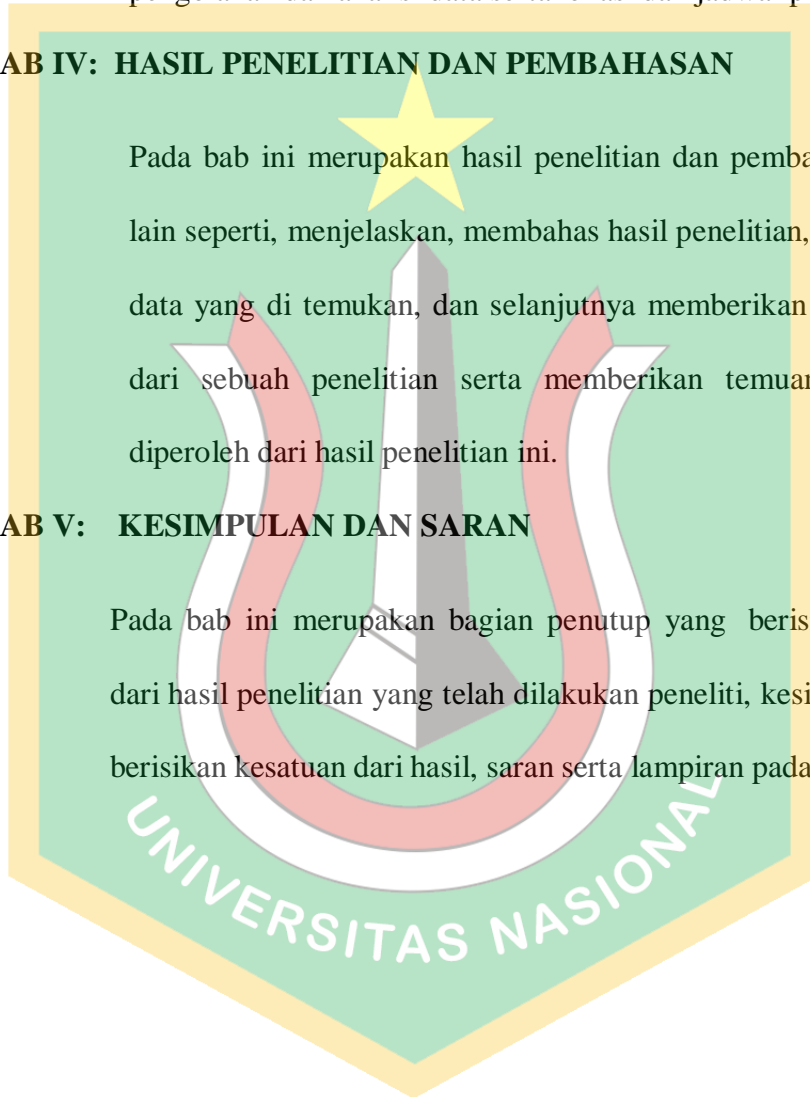 AB IV: HASIL PENELITIAN DAN PEMBAHASAN
Pada bab ini merupakan hasil penelitian dan pemba
lain seperti, menjelaskan, membahas hasil penelitian,
data yang di temukan, dan selanjutnya memberikan
dari sebuah penelitian serta memberikan temuan
diperoleh dari hasil penelitian ini.
AB V: KESIMPULAN DAN SARAN
Pada bab ini merupakan bagian penutup yang beris
dari hasil penelitian yang telah dilakukan peneliti, kesi
berisikan kesatuan dari hasil, saran serta lampiran pada
UNIVERSITAS NASIONAL